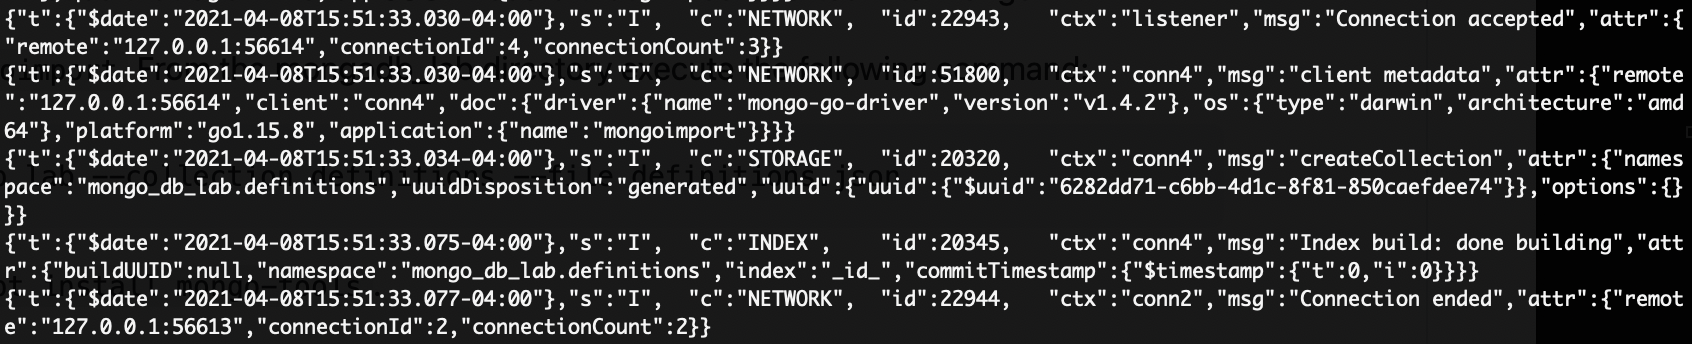 {"t":{"$date":"2021-04-08T15:51:33.030-04:00"},"s":"I",  "c":"NETWORK",  "id":22943,   "ctx":"listener","msg":"Connection accepted","attr":{
"remote":"127.0.0.1:56614","connectionId":4,"connectionCount":3}}
{"t":{"$date":"2021-04-08T15:51:33.030-04:00"},"s":"I",  "c":"NETWORK",  "id":51800,   "ctx":"conn4","msg":"client metadata","attr":{"remote
":"127.0.0.1:56614","client":"conn4","doc":{"driver":{"name":"mongo-go-driver","version":"v1.4.2"},"os":{"type":"darwin","architecture":"amd
64"},"platform":"go1.15.8","application":{"name":"mongoimport"}}}}
{"t":{"$date":"2021-04-08T15:51:33.034-04:00"},"s":"I",  "c":"STORAGE",  "id":20320,   "ctx":"conn4","msg":"createCollection","attr":{"names
pace":"mongo_db_lab.definitions","uuidDisposition":"generated","uuid":{"uuid":{"$uuid":"6282dd71-c6bb-4d1c-8f81-850caefdee74"}},"options":{}
}}
{"t":{"$date":"2021-04-08T15:51:33.075-04:00"},"s":"I",  "c":"INDEX",    "id":20345,   "ctx":"conn4","msg":"Index build: done building","att
r":{"buildUUID":null,"namespace":"mongo_db_lab.definitions","index":"_id_","commitTimestamp":{"$timestamp":{"t":0,"i":0}}}}
{"t":{"$date":"2021-04-08T15:51:33.077-04:00"},"s":"I",  "c":"NETWORK",  "id":22944,   "ctx":"conn2","msg":"Connection ended","attr":{"remot
e":"127.0.0.1:56613","connectionId":2,"connectionCount":2}}